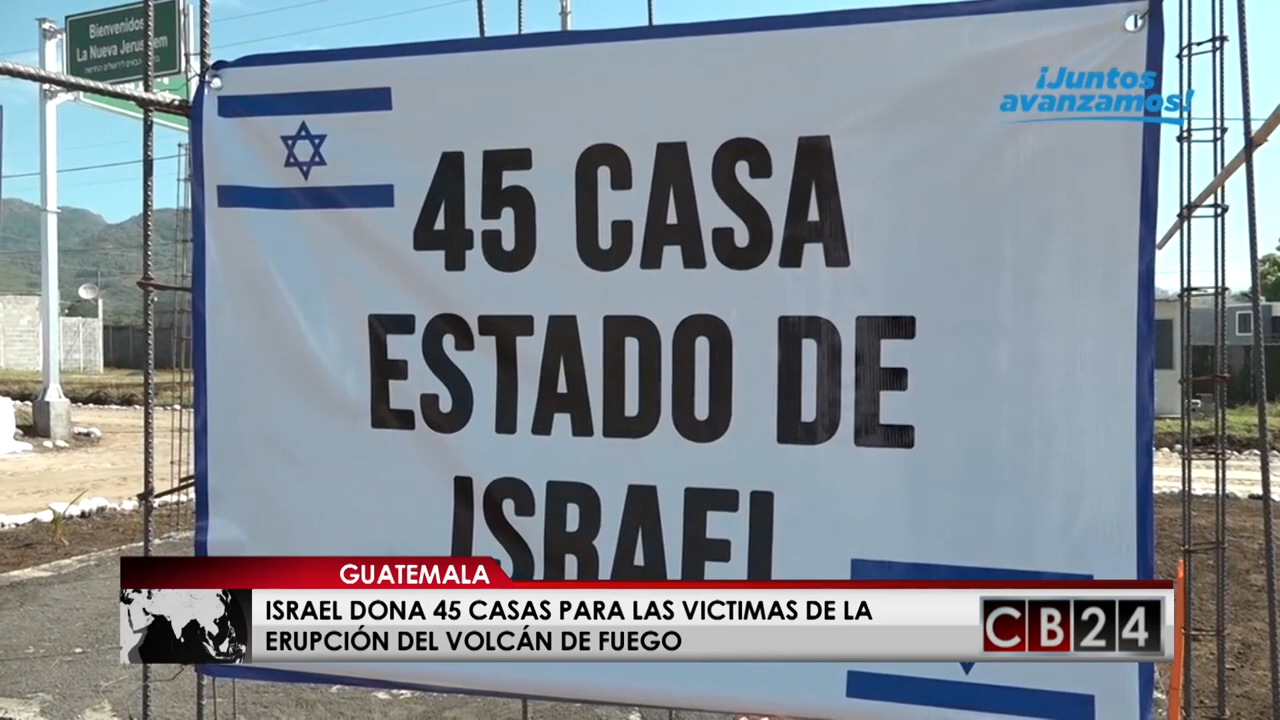 Bienvenidos
La Nueva Jerusalem
¡Juntos
avanzamos!
45 CASA
ESTADO DE
ISRAEL
GUATEMALA
ISRAEL DONA 45 CASAS PARA LAS VICTIMAS DE LA
ERUPCIÓN DEL VOLCÁN DE FUEGO
CB24